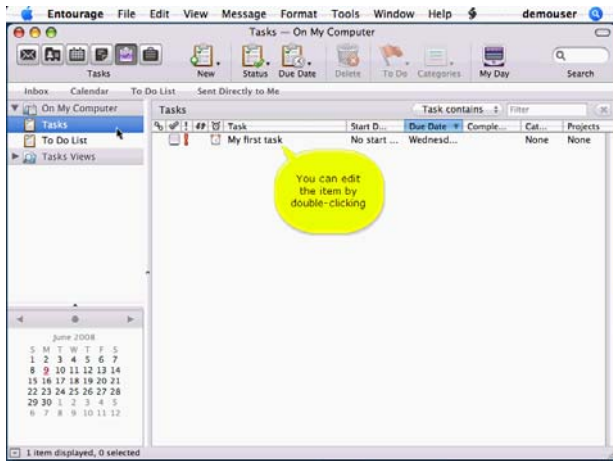 Entourage File Edit View Message Format Tools Window Help demouser
Tasks — On My Computer
Tasks New Status Due Date Delete To Do Categories My Day Search
Inbox Calendar To Do List Sent Directly to Me
On My Computer
Tasks
To Do List
Tasks Views
Tasks Task contains Filter
Task Start D... Due Date Comple... Cat... Projects
My first task No start ... Wednesd... None None
You can edit
the item by
double-clicking
June 2008
S M T W T F S
1 2 3 4 5 6 7
8 9 10 11 12 13 14
15 16 17 18 19 20 21
22 23 24 25 26 27 28
29 30 1 2 3 4 5
6 7 8 9 10 11 12
1 item displayed, 0 selected